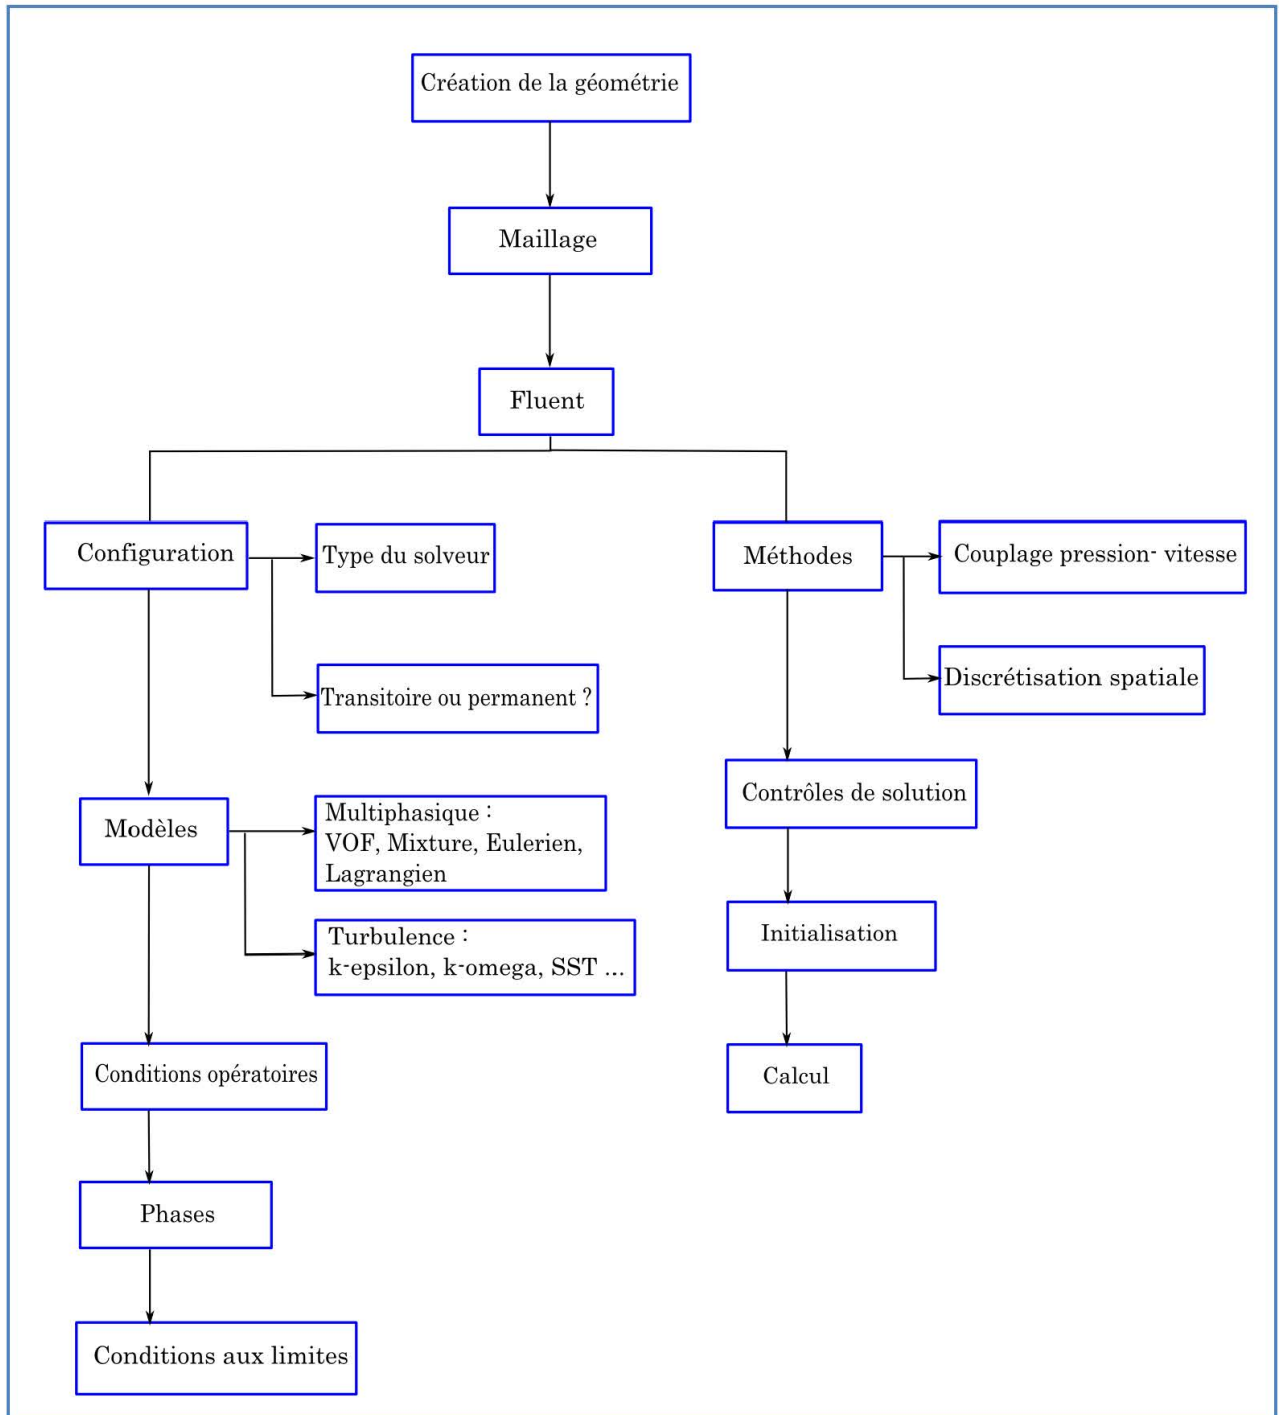 Création de la géométrie
Maillage
Fluent
Configuration
Type du solveur
Transitoire ou permanent ?
Modèles
Multiphasique :
VOF, Mixture, Eulerien,
Lagrangien
Turbulence :
k-epsilon, k-omega, SST ...
Conditions opératoires
Phases
Conditions aux limites
Méthodes
Couplage pression- vitesse
Discrétisation spatiale
Contrôles de solution
Initialisation
Calcul